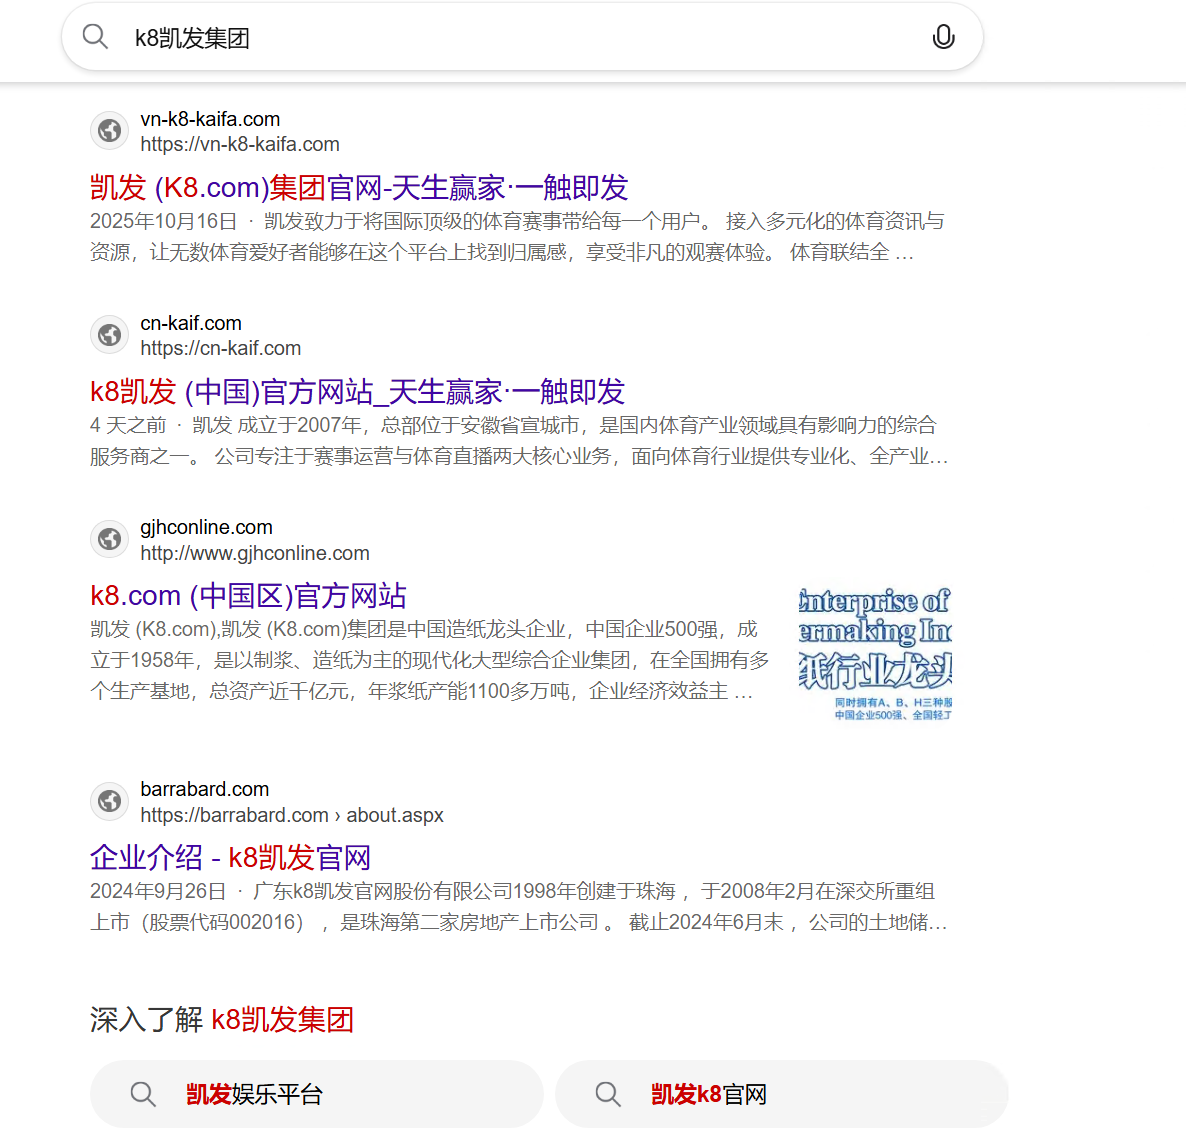 k8凯发集团
vn-k8-kaifa.com
https://vn-k8-kaifa.com
凯发 (K8.com)集团官网-天生赢家·一触即发
2025年10月16日 · 凯发致力于将国际顶级的体育赛事带给每一个用户。 接入多元化的体育资讯与
资源，让无数体育爱好者能够在这个平台上找到归属感，享受非凡的观赛体验。 体育联结全 …
cn-kaif.com
https://cn-kaif.com
k8凯发 (中国)官方网站_天生赢家·一触即发
4 天之前 · 凯发 成立于2007年，总部位于安徽省宣城市，是国内体育产业领域具有影响力的综合
服务商之一。 公司专注于赛事运营与体育直播两大核心业务，面向体育行业提供专业化、全产业…
gjhconline.com
http://www.gjhconline.com
k8.com (中国区)官方网站
凯发 (K8.com),凯发 (K8.com)集团是中国造纸龙头企业，中国企业500强，成
立于1958年，是以制浆、造纸为主的现代化大型综合企业集团，在全国拥有多
个生产基地，总资产近千亿元，年浆纸产能1100多万吨，企业经济效益主 …
Enterprise of
ermaking Inc
纸行业龙头
同时拥有A、B、H三种股
中国企业500强、全国轻工
barrabard.com
https://barrabard.com › about.aspx
企业介绍 - k8凯发官网
2024年9月26日 · 广东k8凯发官网股份有限公司1998年创建于珠海 ，于2008年2月在深交所重组
上市（股票代码002016） ，是珠海第二家房地产上市公司 。 截止2024年6月末 ，公司的土地储…
深入了解 k8凯发集团
凯发娱乐平台
凯发k8官网